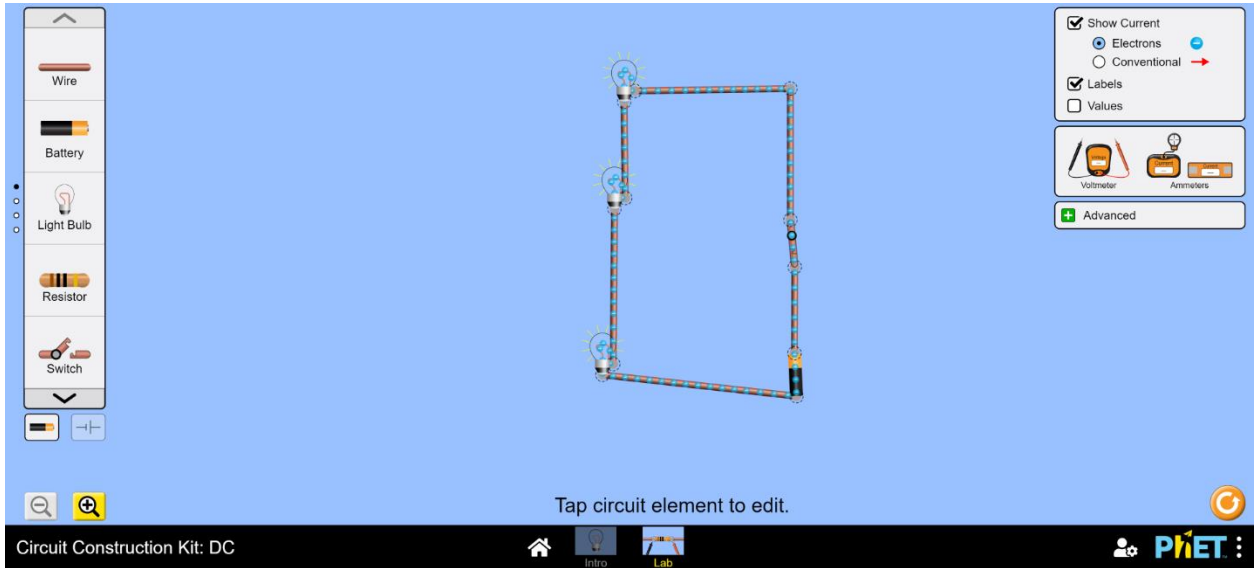 Wire
Battery
Light Bulb
Resistor
Switch
Show Current
Electrons
Conventional
Labels
Values
Voltmeter
Ammeters
Advanced
Tap circuit element to edit.
Circuit Construction Kit: DC
Intro
Lab
PhET